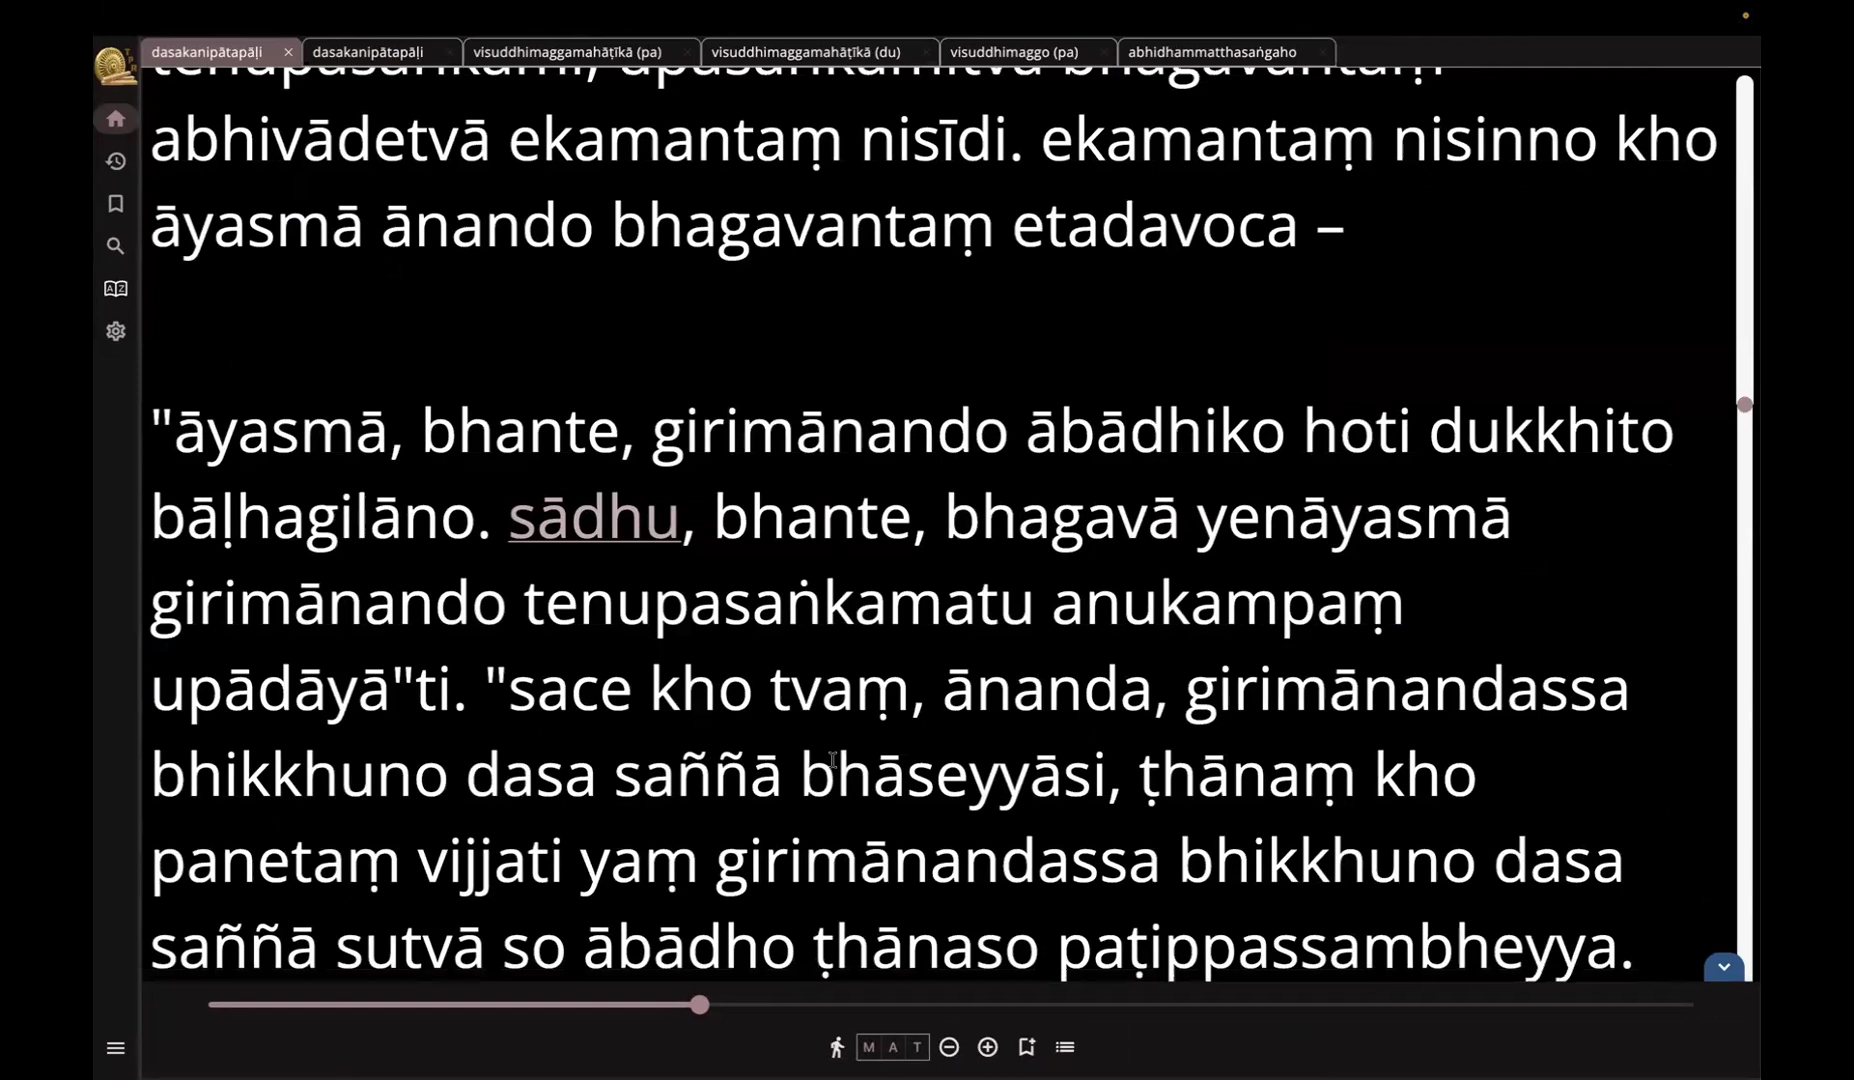 dasakanipātapāḷi
dasakanipātapāḷi
visuddhimaggamahāṭīkā (pa)
visuddhimaggamahāṭīkā (du)
visuddhimaggo (pa)
abhidhammatthasaṅgaho
tenupasaṅkami; upasaṅkamitvā bhagavantaṃ
abhivādetvā ekamantaṃ nisīdi. ekamantaṃ nisinno kho
āyasmā ānando bhagavantaṃ etadavoca –
"āyasmā, bhante, girimānando ābādhiko hoti dukkhito
bāḷhagilāno. sādhu, bhante, bhagavā yenāyasmā
girimānando tenupasaṅkamatu anukampaṃ
upādāyā"ti. "sace kho tvaṃ, ānanda, girimānandassa
bhikkhuno dasa saññā bhāseyyāsi, ṭhānaṃ kho
panetaṃ vijjati yaṃ girimānandassa bhikkhuno dasa
saññā sutvā so ābādho ṭhānaso paṭippassambheyya.
M A T